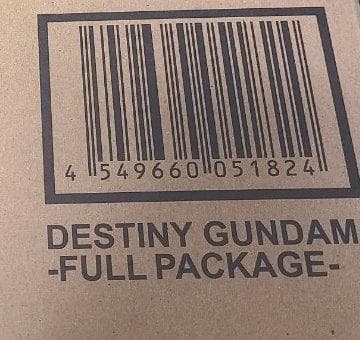 4 549660 051824
DESTINY GUNDAM
-FULL PACKAGE-